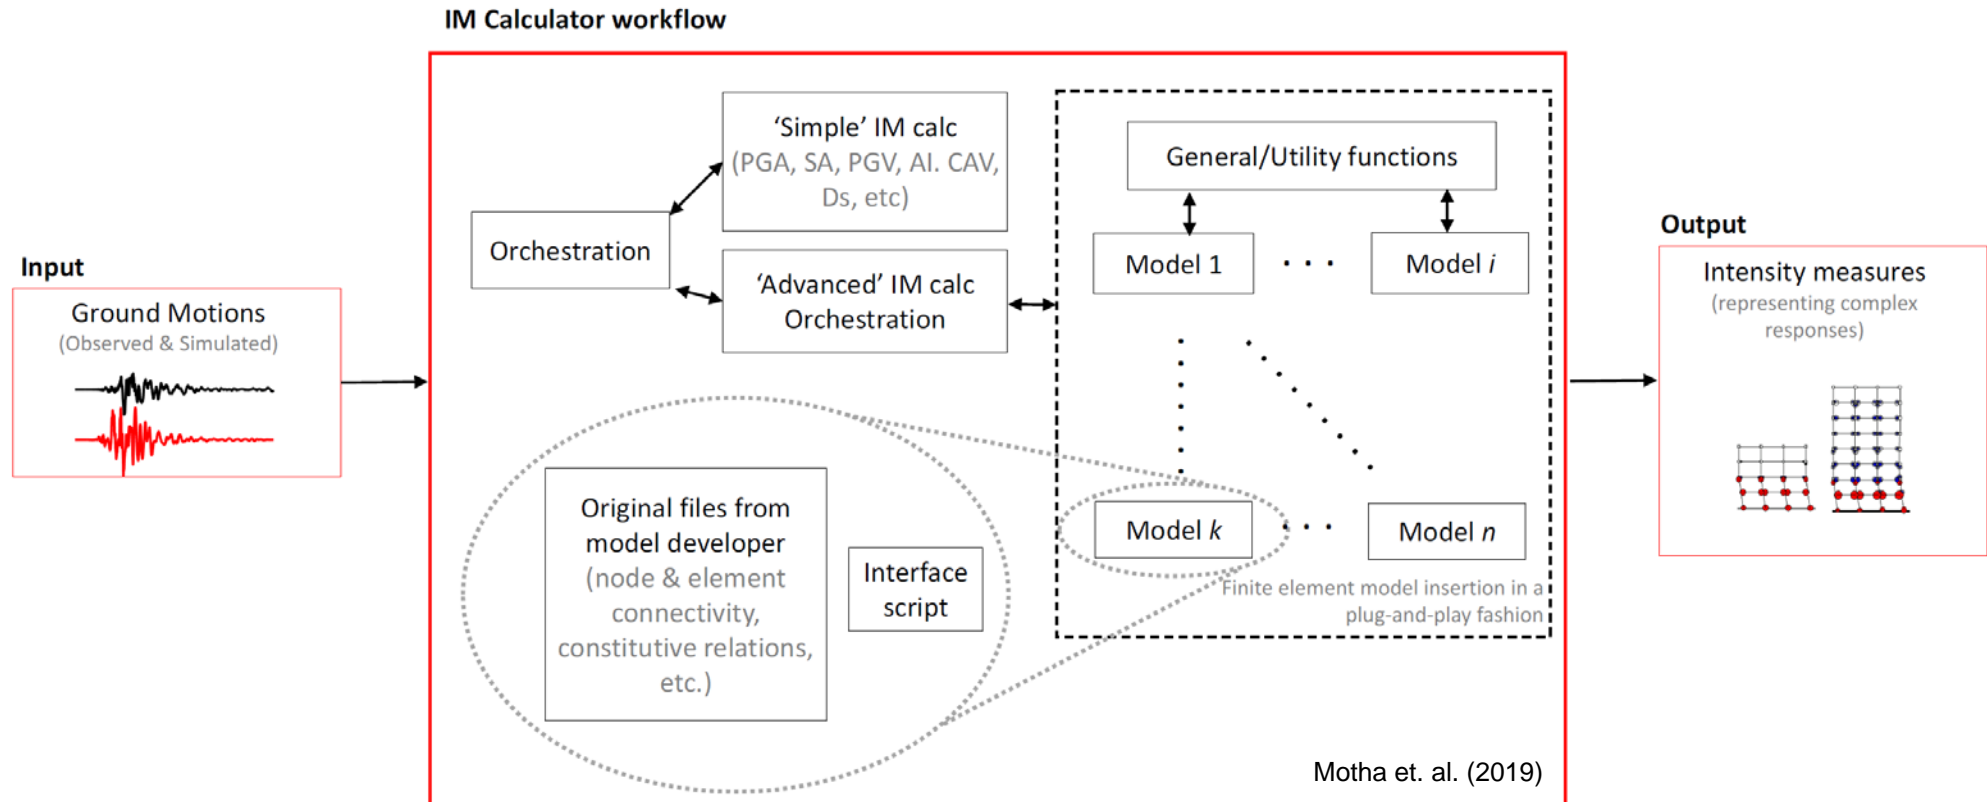 IM Calculator workflow
Input
Ground Motions
(Observed & Simulated)
Orchestration
‘Simple’ IM calc
(PGA, SA, PGV, AI. CAV,
Ds, etc)
‘Advanced’ IM calc
Orchestration
General/Utility functions
Model 1
Model i
Model k
Model n
Finite element model insertion in a
plug-and-play fashion
Original files from
model developer
(node & element
connectivity,
constitutive relations,
etc.)
Interface
script
Motha et. al. (2019)
Output
Intensity measures
(representing complex
responses)